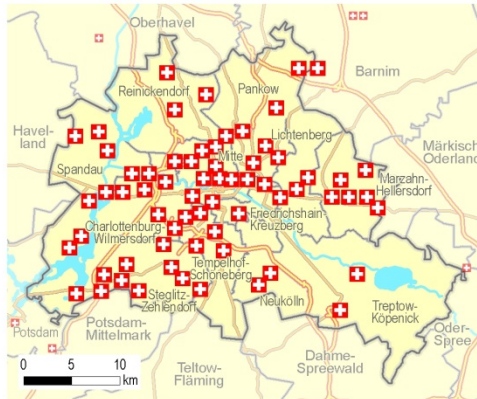 Oberhavel
Barnim
Reinickendorf
Pankow
Havel-
land
Lichtenberg
Märkisch-
Oderland
Mitte
Spandau
Marzahn-
Hellersdorf
Friedrichshain-
Kreuzberg
Charlottenburg-
Wilmersdorf
Tempelhof-
Schöneberg
Steglitz-
Zehlendorf
Neukölln
Treptow-
Köpenick
Potsdam
Potsdam-
Mittelmark
Oder-
Spree
Teltow-
Fläming
Dahme-
Spreewald
0 5 10
km